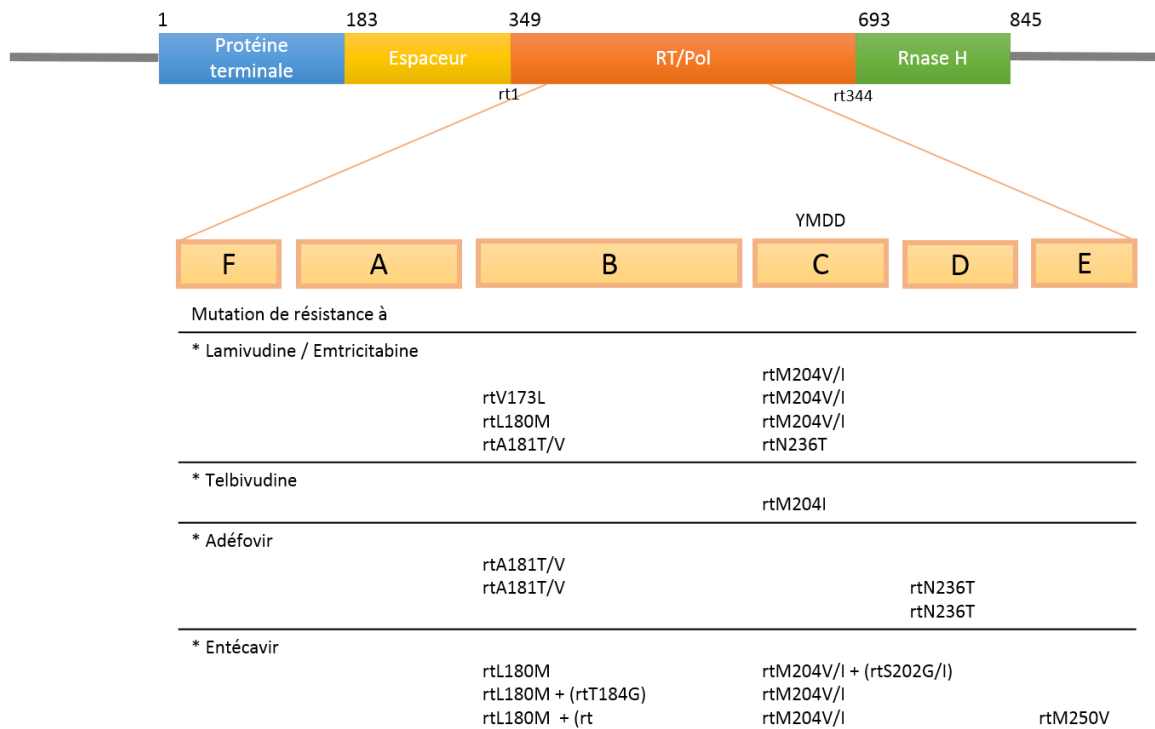 1 183 349 693 845
Protéine terminale Espaceur RT/Pol Rnase H
rt1 rt344
YMDD
F A B C D E
Mutation de résistance à
* Lamivudine / Emtricitabine
rtM204V/I
rtV173L rtM204V/I
rtL180M rtM204V/I
rtA181T/V rtN236T
* Telbivudine
rtM204I
* Adéfovir
rtA181T/V
rtA181T/V rtN236T
rtN236T
* Entécavir
rtL180M rtM204V/I + (rtS202G/I)
rtL180M + (rtT184G) rtM204V/I
rtL180M + (rt rtM204V/I rtM250V